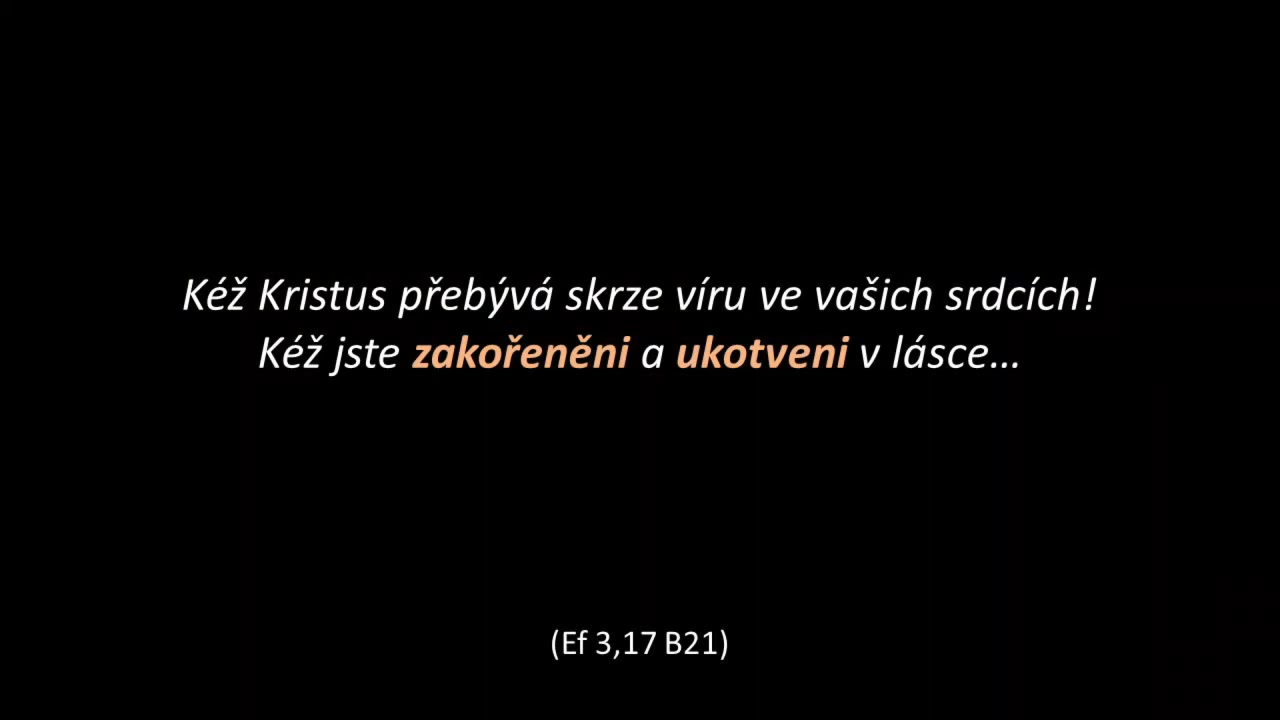 Kéž Kristus přebývá skrze víru ve vašich srdcích!
Kéž jste zakořeněni a ukotveni v lásce…
(Ef 3,17 B21)